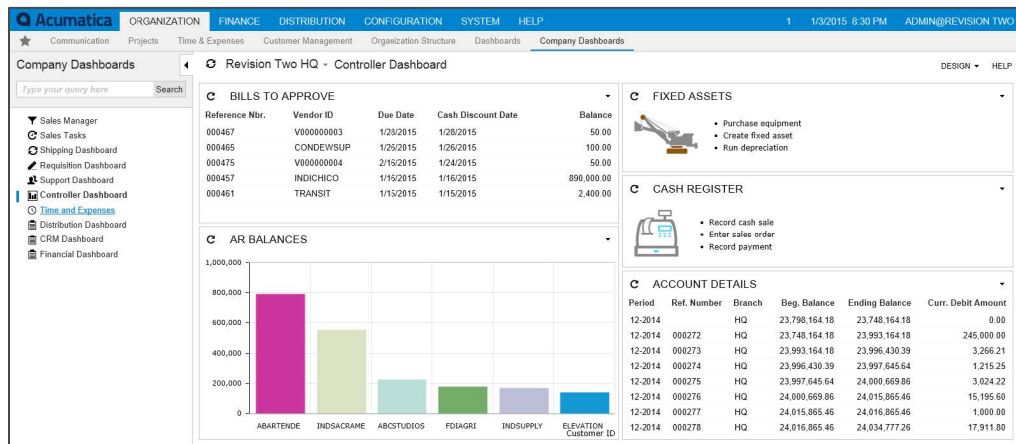 Acumatica ORGANIZATION FINANCE DISTRIBUTION CONFIGURATION SYSTEM HELP 1 1/3/2015 8:30 PM ADMIN@REVISION TWO
Communication Projects Time & Expenses Customer Management Organization Structure Dashboards Company Dashboards
Company Dashboards
Type your query here Search
Sales Manager
Sales Tasks
Shipping Dashboard
Requisition Dashboard
Support Dashboard
Controller Dashboard
Time and Expenses
Distribution Dashboard
CRM Dashboard
Financial Dashboard
Revision Two HQ - Controller Dashboard DESIGN HELP
BILLS TO APPROVE
Reference Nbr. Vendor ID Due Date Cash Discount Date Balance
000467 V000000003 1/28/2015 1/28/2015 50.00
000465 CONDEWSUP 1/26/2015 1/26/2015 100.00
000475 V000000004 2/16/2015 1/24/2015 50.00
000457 INDICHICO 1/16/2015 1/16/2015 890,000.00
000461 TRANSIT 1/15/2015 1/15/2015 2,400.00
AR BALANCES
1,000,000
800,000
600,000
400,000
200,000
0
ABARTENDE INDSACRAME ABCSTUDIOS FDIAGRI INDSUPPLY ELEVATION
Customer ID
FIXED ASSETS
• Purchase equipment
• Create fixed asset
• Run depreciation
CASH REGISTER
• Record cash sale
• Enter sales order
• Record payment
ACCOUNT DETAILS
Period Ref. Number Branch Beg. Balance Ending Balance Curr. Debit Amount
12-2014 HQ 23,798,164.18 23,748,164.18 0.00
12-2014 000272 HQ 23,748,164.18 23,993,164.18 245,000.00
12-2014 000273 HQ 23,993,164.18 23,996,430.39 3,266.21
12-2014 000274 HQ 23,996,430.39 23,997,645.64 1,215.25
12-2014 000275 HQ 23,997,645.64 24,000,669.86 3,024.22
12-2014 000276 HQ 24,000,669.86 24,015,865.46 15,195.60
12-2014 000277 HQ 24,015,865.46 24,016,865.46 1,000.00
12-2014 000278 HQ 24,016,865.46 24,034,777.26 17,911.80